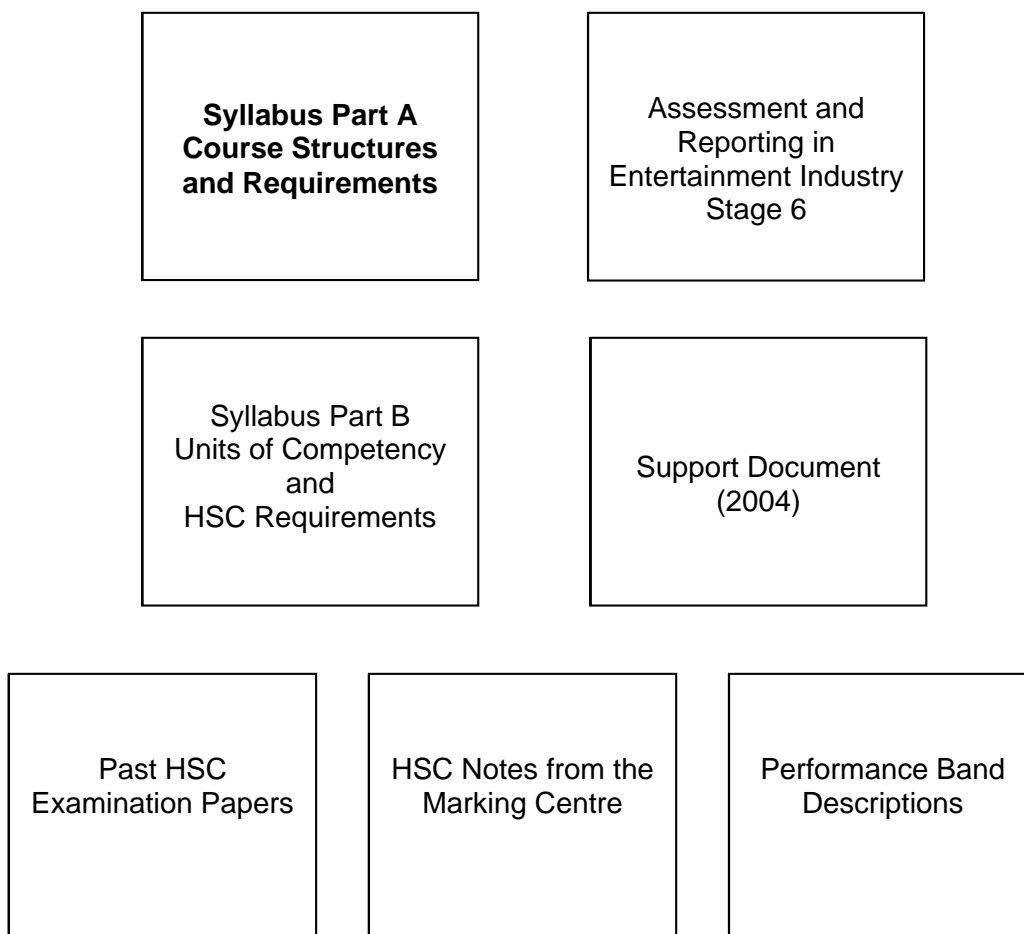 Syllabus Part A
Course Structures
and Requirements
Assessment and
Reporting in
Entertainment Industry
Stage 6
Syllabus Part B
Units of Competency
and
HSC Requirements
Support Document
(2004)
Past HSC
Examination Papers
HSC Notes from the
Marking Centre
Performance Band
Descriptions